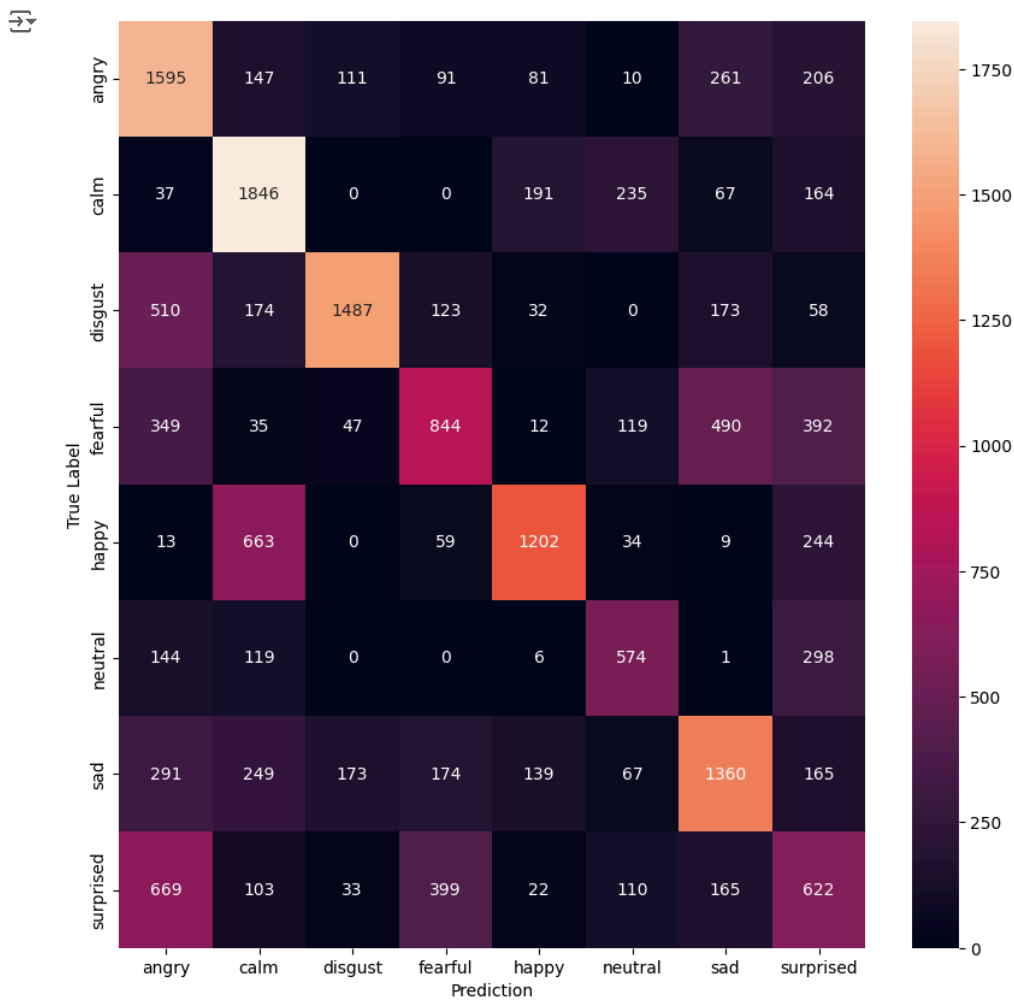 True Label
angry 1595 147 111 91 81 10 261 206
calm 37 1846 0 0 191 235 67 164
disgust 510 174 1487 123 32 0 173 58
fearful 349 35 47 844 12 119 490 392
happy 13 663 0 59 1202 34 9 244
neutral 144 119 0 0 6 574 1 298
sad 291 249 173 174 139 67 1360 165
surprised 669 103 33 399 22 110 165 622
angry calm disgust fearful happy neutral sad surprised
Prediction
1750
1500
1250
1000
750
500
250
0